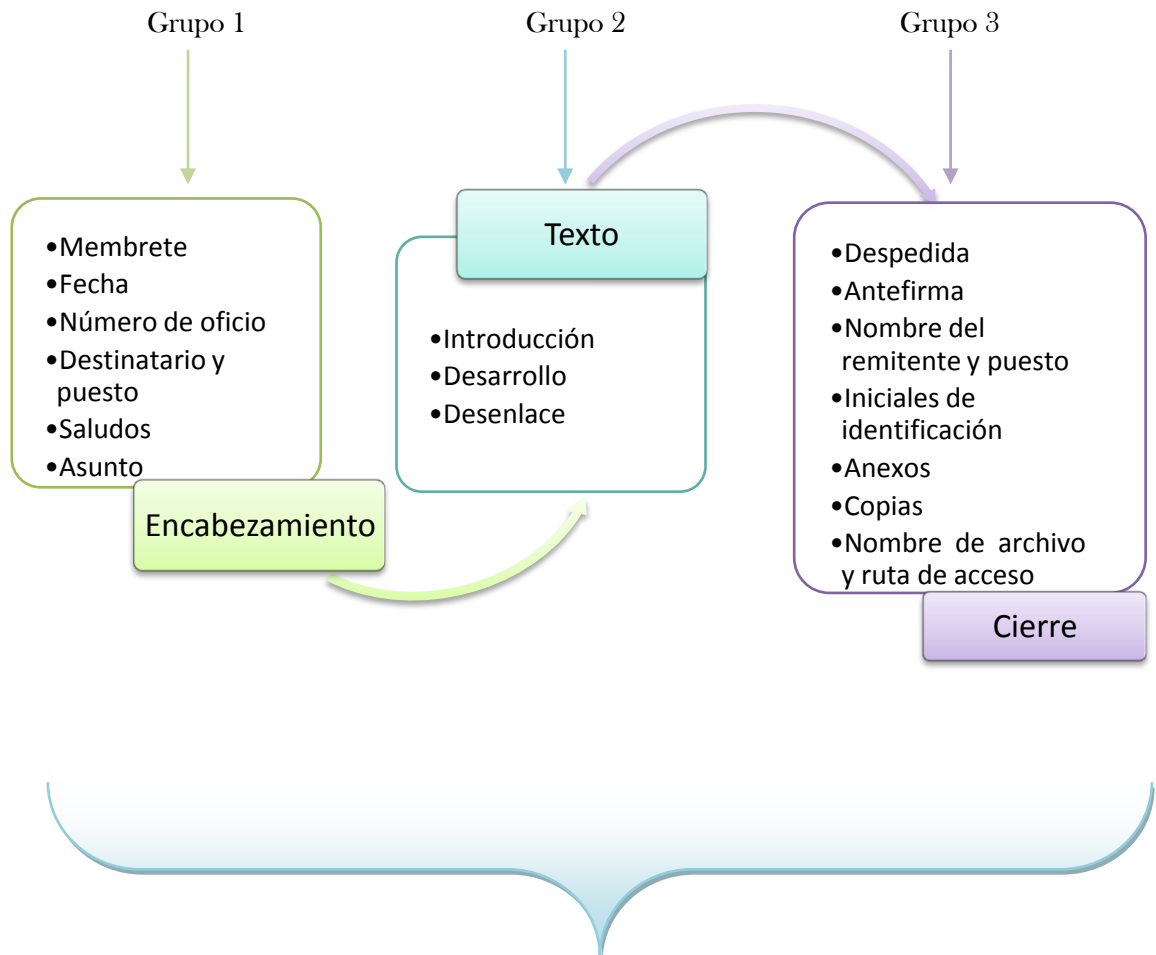 Grupo 1
Grupo 2
Grupo 3
•Membrete
•Fecha
•Número de oficio
•Destinatario y
puesto
•Saludos
•Asunto
Encabezamiento
Texto
•Introducción
•Desarrollo
•Desenlace
•Despedida
•Antefirma
•Nombre del
remitente y puesto
•Iniciales de
identificación
•Anexos
•Copias
•Nombre de archivo
y ruta de acceso
Cierre